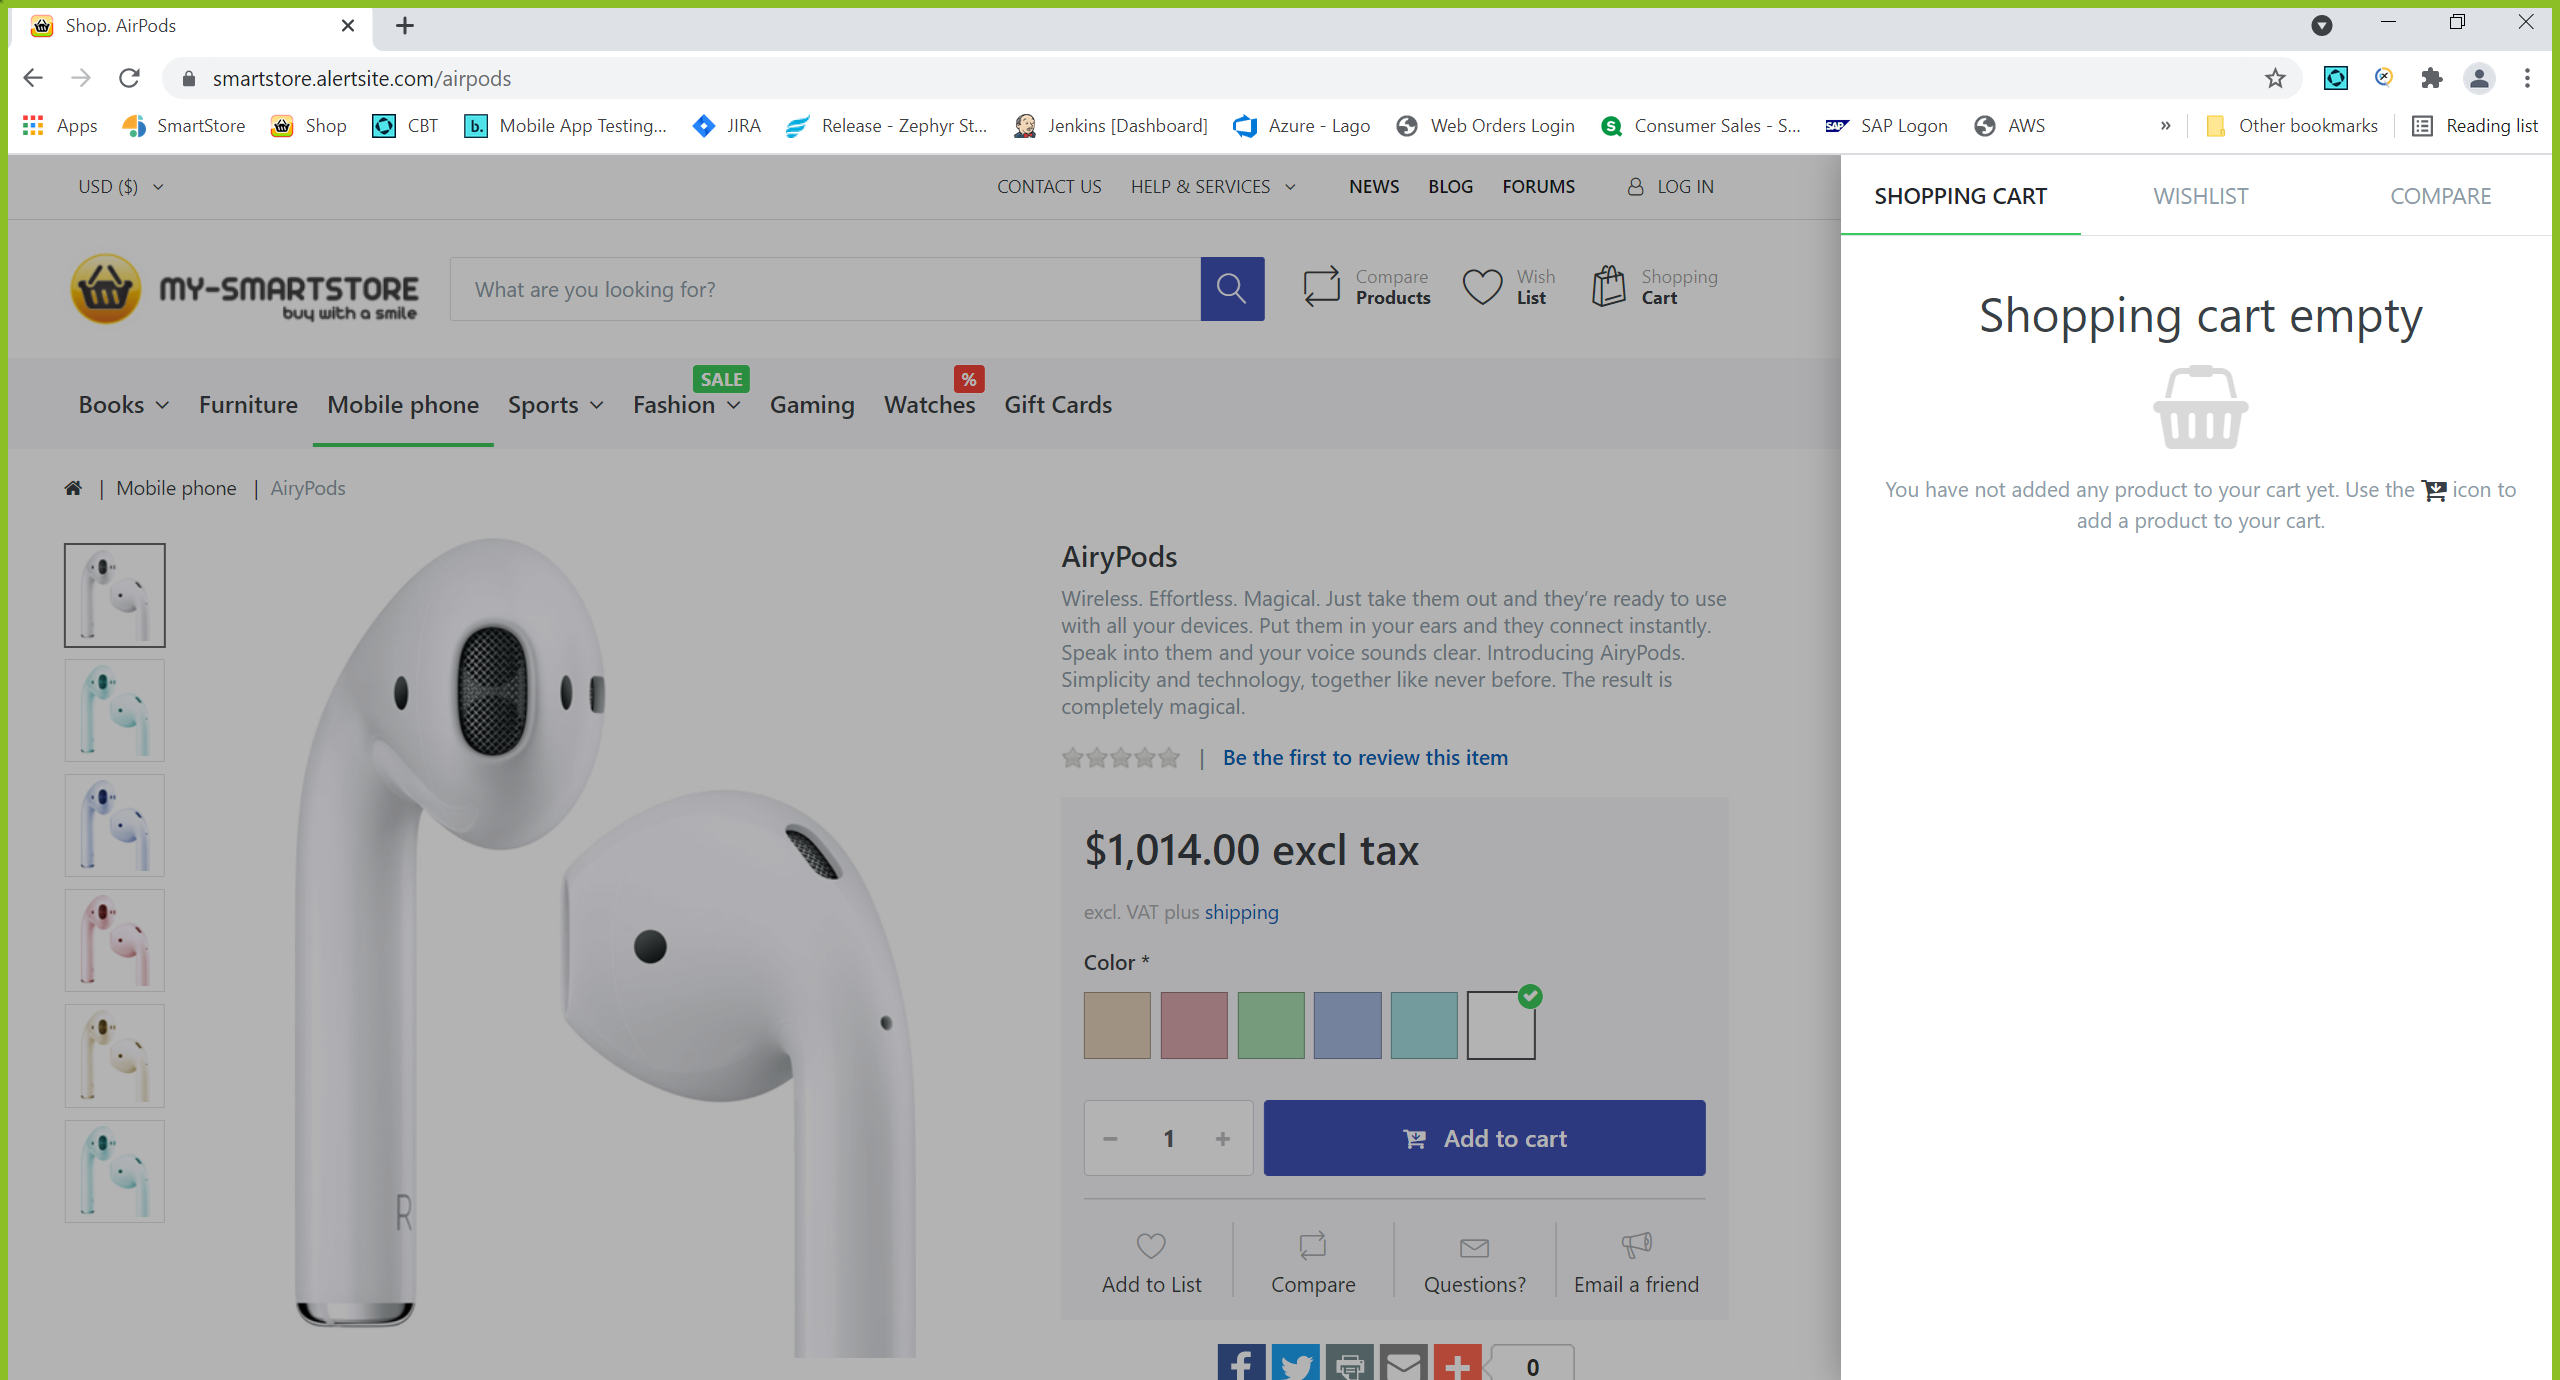 Shop. AirPods
smartstore.alertsite.com/airpods
Apps SmartStore Shop CBT b. Mobile App Testing... JIRA Release - Zephyr St... Jenkins [Dashboard] Azure - Lago Web Orders Login S Consumer Sales - S... SAP SAP Logon AWS » Other bookmarks Reading list
USD ($) CONTACT US HELP & SERVICES NEWS BLOG FORUMS LOG IN
SHOPPING CART WISHLIST COMPARE
MY-SMARTSTORE
buy with a smile
What are you looking for?
Compare
Products
Wish
List
Shopping
Cart
Shopping cart empty
You have not added any product to your cart yet. Use the icon to
add a product to your cart.
SALE %
Books Furniture Mobile phone Sports Fashion Gaming Watches Gift Cards
| Mobile phone | AiryPods
R
AiryPods
Wireless. Effortless. Magical. Just take them out and they’re ready to use
with all your devices. Put them in your ears and they connect instantly.
Speak into them and your voice sounds clear. Introducing AiryPods.
Simplicity and technology, together like never before. The result is
completely magical.
| Be the first to review this item
$1,014.00 excl tax
excl. VAT plus shipping
Color *
− 1 + Add to cart
Add to List Compare Questions? Email a friend
0